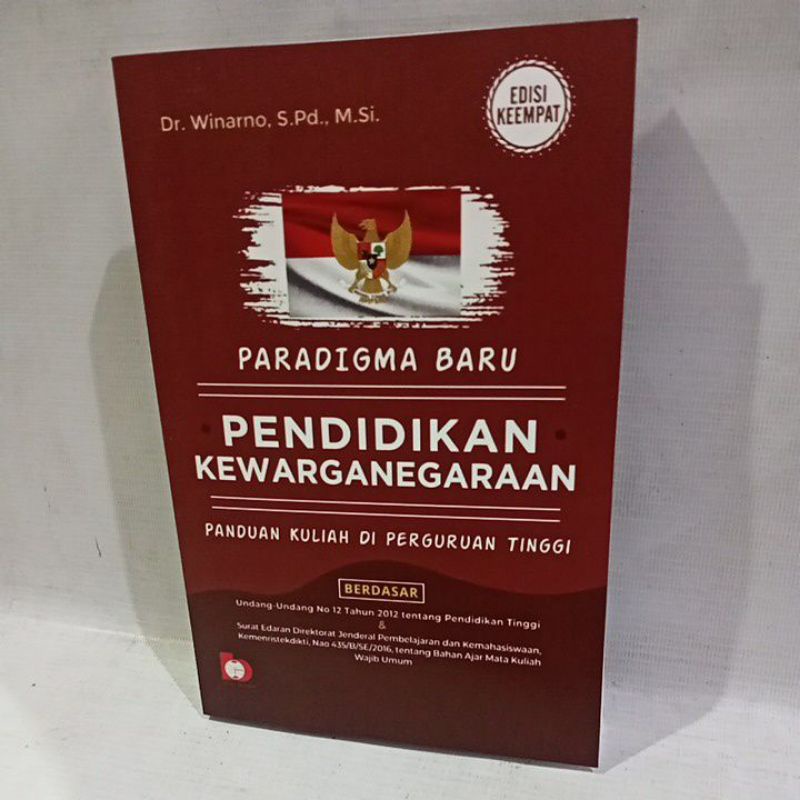 Dr. Winarno, S.Pd., M.Si.
EDISI
KEEMPAT
PARADIGMA BARU
PENDIDIKAN
KEWARGANEGARAAN
PANDUAN KULIAH DI PERGURUAN TINGGI
BERDASAR
Undang-Undang No 12 Tahun 2012 tentang Pendidikan Tinggi
&
Surat Edaran Direktorat Jenderal Pembelajaran dan Kemahasiswaan,
Kemenristekdikti, Nao 435/B/SE/2016, tentang Bahan Ajar Mata Kuliah
Wajib Umum